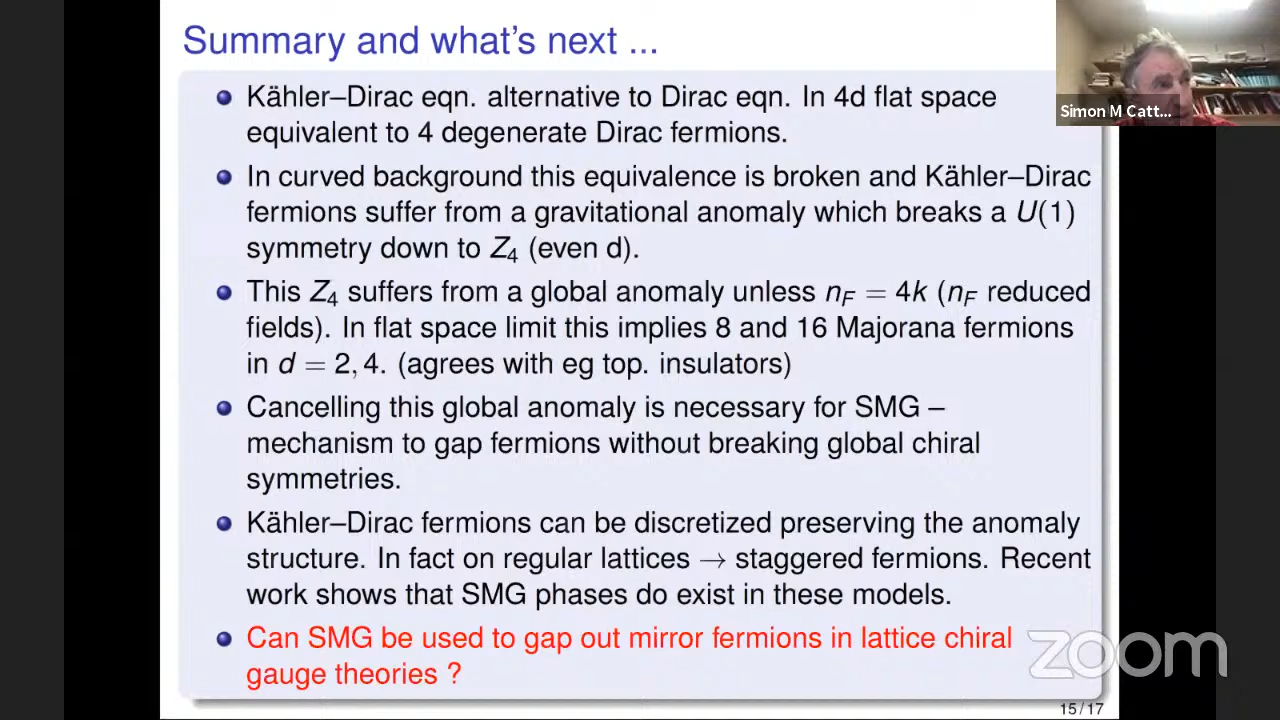 Summary and what's next ...
Kähler–Dirac eqn. alternative to Dirac eqn. In 4d flat space
equivalent to 4 degenerate Dirac fermions.
In curved background this equivalence is broken and Kähler–Dirac
fermions suffer from a gravitational anomaly which breaks a U(1)
symmetry down to Z₄ (even d).
This Z₄ suffers from a global anomaly unless n_F = 4k (n_F reduced
fields). In flat space limit this implies 8 and 16 Majorana fermions
in d = 2, 4. (agrees with eg top. insulators)
Cancelling this global anomaly is necessary for SMG –
mechanism to gap fermions without breaking global chiral
symmetries.
Kähler–Dirac fermions can be discretized preserving the anomaly
structure. In fact on regular lattices → staggered fermions. Recent
work shows that SMG phases do exist in these models.
Can SMG be used to gap out mirror fermions in lattice chiral
gauge theories ?
Simon M Catt...
zoom
15 / 17